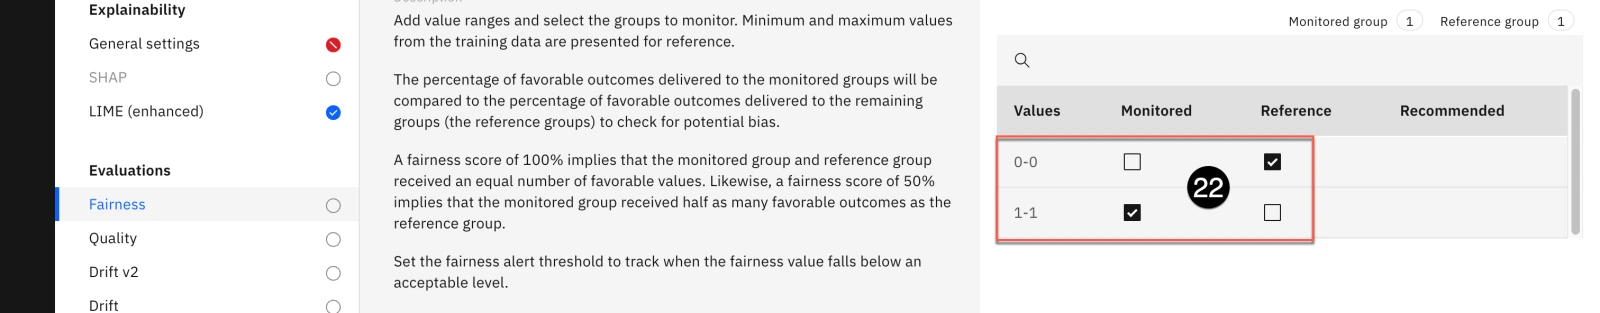 Explainability
General settings
SHAP
LIME (enhanced)
Evaluations
Fairness
Quality
Drift v2
Drift
Description
Add value ranges and select the groups to monitor. Minimum and maximum values
from the training data are presented for reference.
The percentage of favorable outcomes delivered to the monitored groups will be
compared to the percentage of favorable outcomes delivered to the remaining
groups (the reference groups) to check for potential bias.
A fairness score of 100% implies that the monitored group and reference group
received an equal number of favorable values. Likewise, a fairness score of 50%
implies that the monitored group received half as many favorable outcomes as the
reference group.
Set the fairness alert threshold to track when the fairness value falls below an
acceptable level.
Monitored group 1 Reference group 1
Values Monitored Reference Recommended
0-0
22
1-1